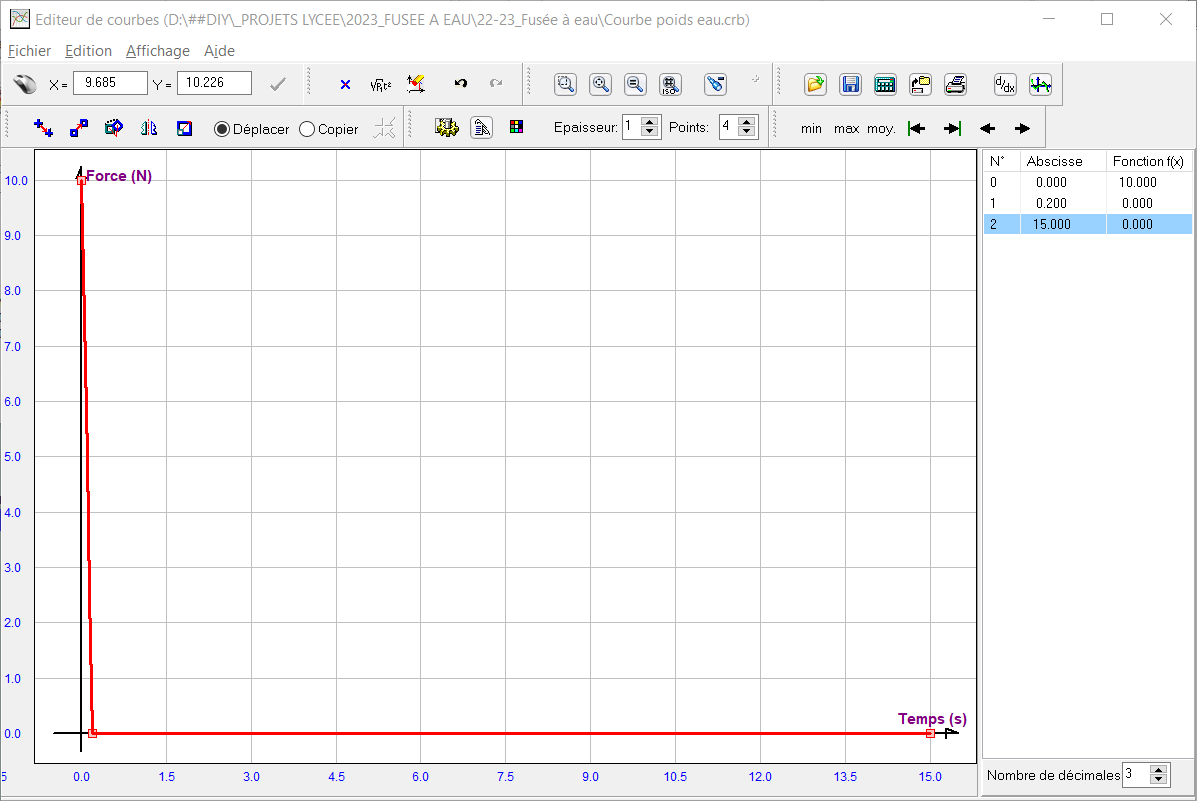 Editeur de courbes (D:\##DIY\_PROJETS LYCEE\2023_FUSEE A EAU\22-23_Fusée à eau\Courbe poids eau.crb)
Fichier Edition Affichage Aide
X = 9.685 Y = 10.226 ISO d/dx
Déplacer Copier Epaisseur: 1 Points: 4 min max moy.
N° Abscisse Fonction f(x)
0 0.000 10.000
1 0.200 0.000
2 15.000 0.000
Force (N)
10.0
9.0
8.0
7.0
6.0
5.0
4.0
3.0
2.0
1.0
Temps (s)
0.0
5 0.0 1.5 3.0 4.5 6.0 7.5 9.0 10.5 12.0 13.5 15.0
Nombre de décimales 3